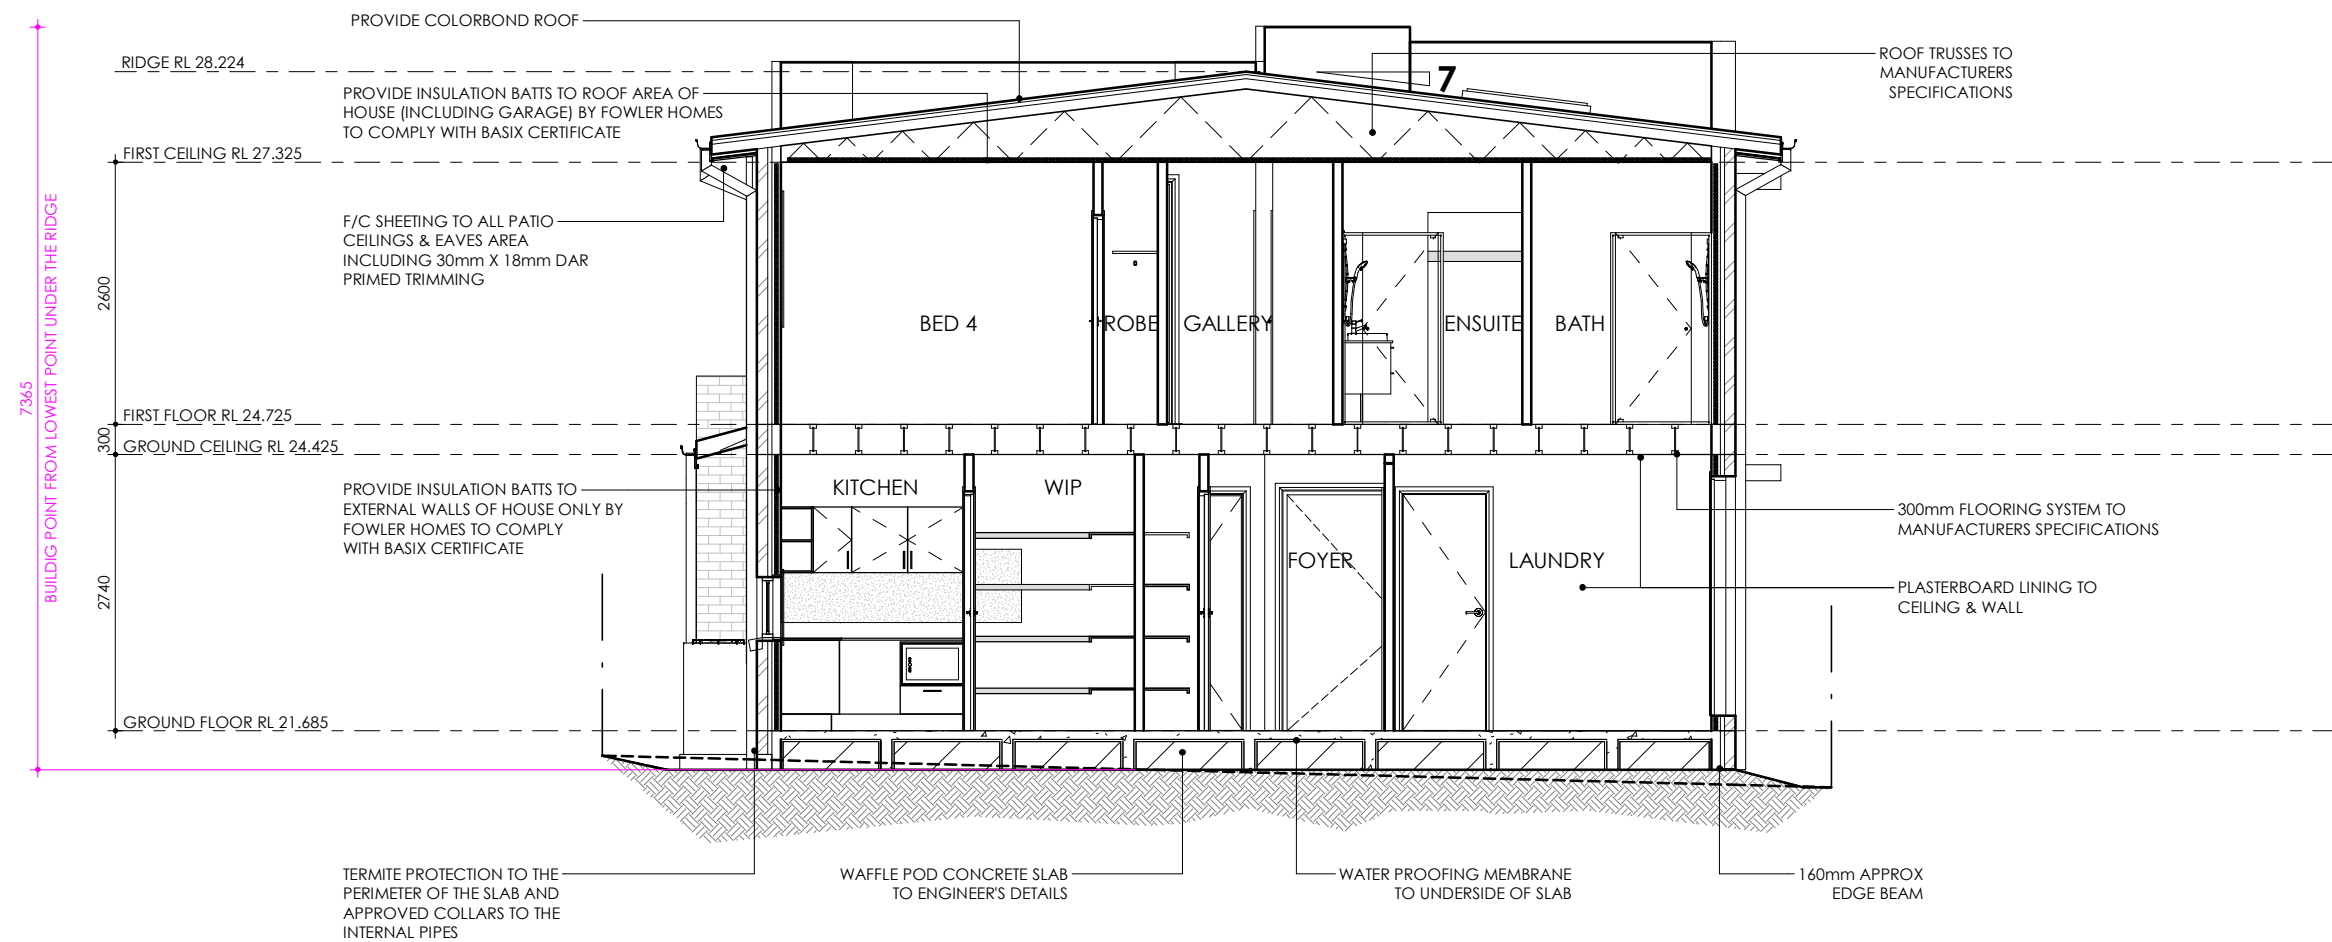 PROVIDE COLORBOND ROOF
RIDGE RL 28.224
PROVIDE INSULATION BATTS TO ROOF AREA OF
HOUSE (INCLUDING GARAGE) BY FOWLER HOMES
TO COMPLY WITH BASIX CERTIFICATE
7
ROOF TRUSSES TO
MANUFACTURERS
SPECIFICATIONS
FIRST CEILING RL 27.325
F/C SHEETING TO ALL PATIO
CEILINGS & EAVES AREA
INCLUDING 30mm X 18mm DAR
PRIMED TRIMMING
7365
BUILDIG POINT FROM LOWEST POINT UNDER THE RIDGE
2600
BED 4
ROBE
GALLERY
ENSUITE
BATH
FIRST FLOOR RL 24.725
300
GROUND CEILING RL 24.425
PROVIDE INSULATION BATTS TO
EXTERNAL WALLS OF HOUSE ONLY BY
FOWLER HOMES TO COMPLY
WITH BASIX CERTIFICATE
KITCHEN
WIP
FOYER
LAUNDRY
300mm FLOORING SYSTEM TO
MANUFACTURERS SPECIFICATIONS
PLASTERBOARD LINING TO
CEILING & WALL
2740
GROUND FLOOR RL 21.685
TERMITE PROTECTION TO THE
PERIMETER OF THE SLAB AND
APPROVED COLLARS TO THE
INTERNAL PIPES
WAFFLE POD CONCRETE SLAB
TO ENGINEER'S DETAILS
WATER PROOFING MEMBRANE
TO UNDERSIDE OF SLAB
160mm APPROX
EDGE BEAM